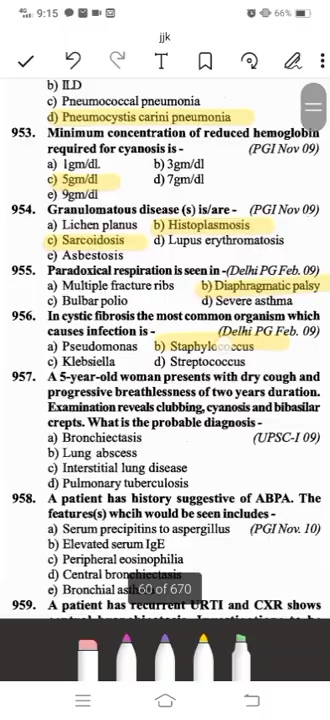 4G 9:15 66%
jjk
T
b) ILD
c) Pneumococcal pneumonia
d) Pneumocystis carini pneumonia
953. Minimum concentration of reduced hemoglobin
required for cyanosis is - (PGI Nov 09)
a) 1gm/dl. b) 3gm/dl
c) 5gm/dl d) 7gm/dl
e) 9gm/dl
954. Granulomatous disease (s) is/are - (PGI Nov 09)
a) Lichen planus b) Histoplasmosis
c) Sarcoidosis d) Lupus erythromatosis
e) Asbestosis
955. Paradoxical respiration is seen in -(Delhi PG Feb. 09)
a) Multiple fracture ribs b) Diaphragmatic palsy
c) Bulbar polio d) Severe asthma
956. In cystic fibrosis the most common organism which
causes infection is - (Delhi PG Feb. 09)
a) Pseudomonas b) Staphylococcus
c) Klebsiella d) Streptococcus
957. A 5-year-old woman presents with dry cough and
progressive breathlessness of two years duration.
Examination reveals clubbing, cyanosis and bibasilar
crepts. What is the probable diagnosis -
a) Bronchiectasis (UPSC-I 09)
b) Lung abscess
c) Interstitial lung disease
d) Pulmonary tuberculosis
958. A patient has history suggestive of ABPA. The
features(s) whcih would be seen includes -
a) Serum precipitins to aspergillus (PGI Nov. 10)
b) Elevated serum IgE
c) Peripheral eosinophilia
d) Central bronchiectasis
e) Bronchial
60 of 670
959. A patient has recurrent URTI and CXR shows